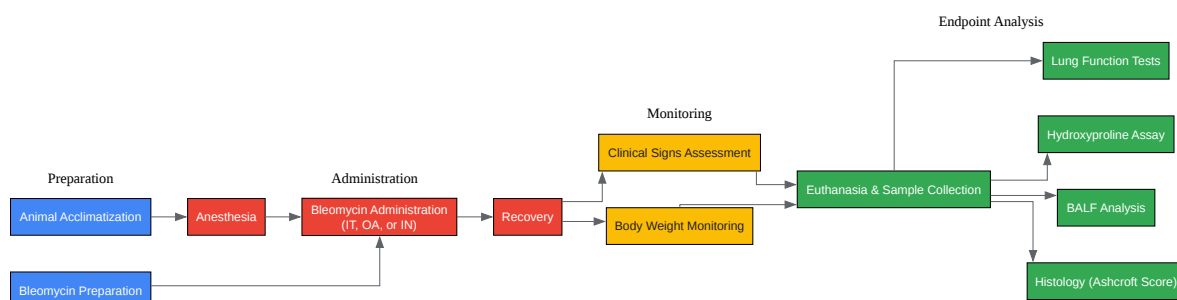 Endpoint Analysis
Lung Function Tests
Monitoring
Hydroxyproline Assay
Clinical Signs Assessment
Preparation
Administration
Euthanasia & Sample Collection
Animal Acclimatization
Anesthesia
Bleomycin Administration
(IT, OA, or IN)
Recovery
Body Weight Monitoring
BALF Analysis
Bleomycin Preparation
Histology (Ashcroft Score)